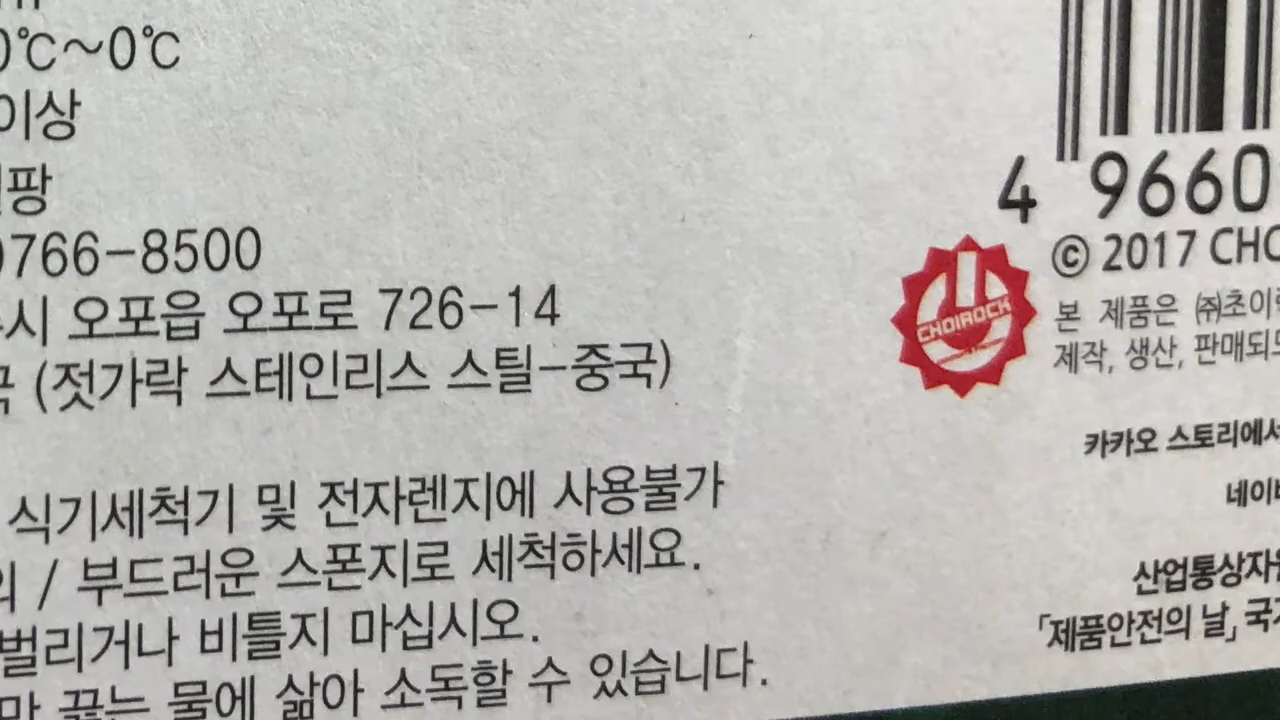 0℃~0℃
이상
팡
0766-8500
시 오포읍 오포로 726-14
(젓가락 스테인리스 스틸-중국)
식기세척기 및 전자렌지에 사용불가
/ 부드러운 스폰지로 세척하세요.
벌리거나 비틀지 마십시오.
끓는 물에 삶아 소독할 수 있습니다.
4 9660
© 2017 CHO
CHOIROCK
본 제품은 ㈜초이
제작, 생산, 판매되
카카오 스토리에서
네이버
산업통상자원
「제품안전의 날」 국가